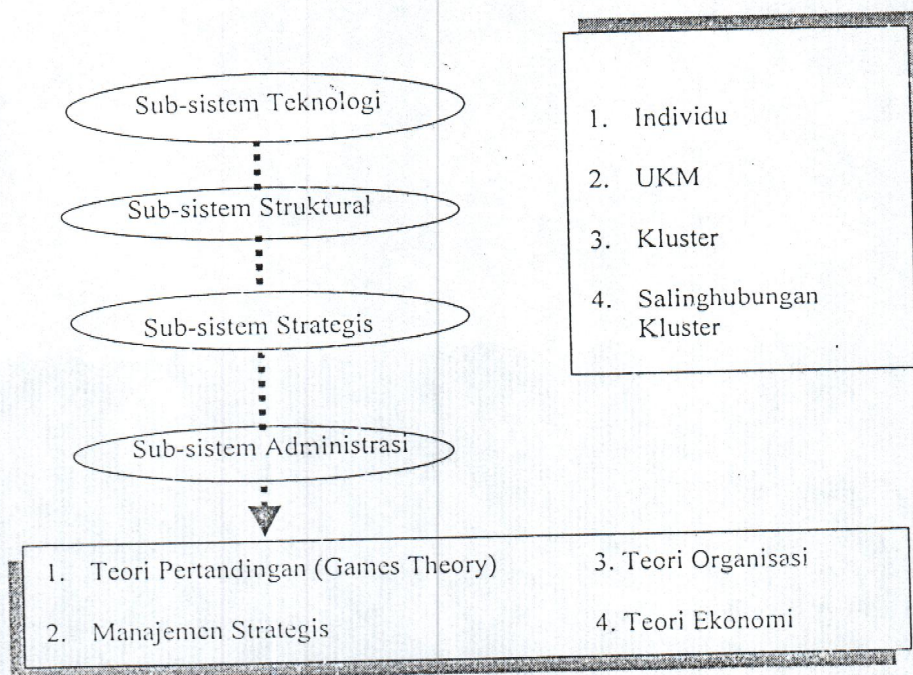 Sub-sistem Teknologi
Sub-sistem Struktural
Sub-sistem Strategis
Sub-sistem Administrasi
1. Individu
2. UKM
3. Kluster
4. Salinghubungan
Kluster
1. Teori Pertandingan (Games Theory)
2. Manajemen Strategis
3. Teori Organisasi
4. Teori Ekonomi